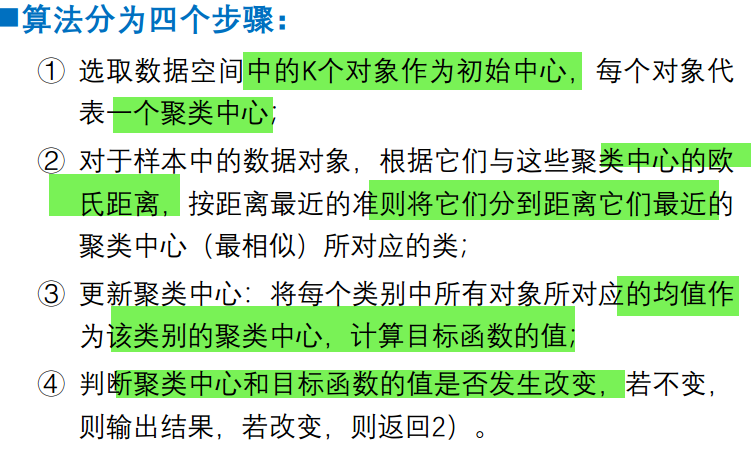 ■算法分为四个步骤：
① 选取数据空间中的K个对象作为初始中心，每个对象代
表一个聚类中心；
② 对于样本中的数据对象，根据它们与这些聚类中心的欧
氏距离，按距离最近的准则将它们分到距离它们最近的
聚类中心（最相似）所对应的类；
③ 更新聚类中心：将每个类别中所有对象所对应的均值作
为该类别的聚类中心，计算目标函数的值；
④ 判断聚类中心和目标函数的值是否发生改变，若不变，
则输出结果，若改变，则返回2）。